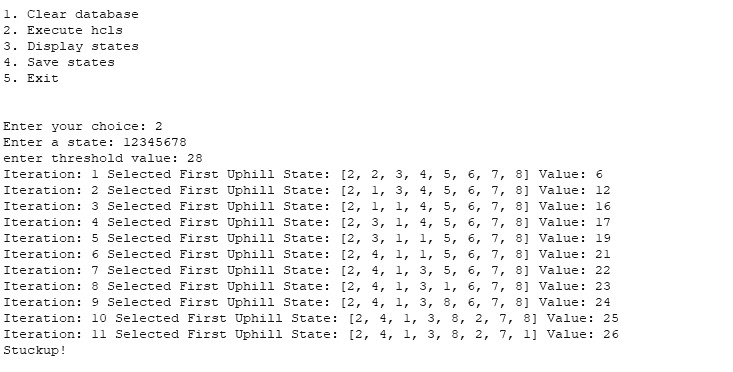 1. Clear database
2. Execute hcls
3. Display states
4. Save states
5. Exit
Enter your choice: 2
Enter a state: 12345678
enter threshold value: 28
Iteration: 1 Selected First Uphill State: [2, 2, 3, 4, 5, 6, 7, 8] Value: 6
Iteration: 2 Selected First Uphill State: [2, 1, 3, 4, 5, 6, 7, 8] Value: 12
Iteration: 3 Selected First Uphill State: [2, 1, 1, 4, 5, 6, 7, 8] Value: 16
Iteration: 4 Selected First Uphill State: [2, 3, 1, 4, 5, 6, 7, 8] Value: 17
Iteration: 5 Selected First Uphill State: [2, 3, 1, 1, 5, 6, 7, 8] Value: 19
Iteration: 6 Selected First Uphill State: [2, 4, 1, 1, 5, 6, 7, 8] Value: 21
Iteration: 7 Selected First Uphill State: [2, 4, 1, 3, 5, 6, 7, 8] Value: 22
Iteration: 8 Selected First Uphill State: [2, 4, 1, 3, 1, 6, 7, 8] Value: 23
Iteration: 9 Selected First Uphill State: [2, 4, 1, 3, 8, 6, 7, 8] Value: 24
Iteration: 10 Selected First Uphill State: [2, 4, 1, 3, 8, 2, 7, 8] Value: 25
Iteration: 11 Selected First Uphill State: [2, 4, 1, 3, 8, 2, 7, 1] Value: 26
Stuckup!